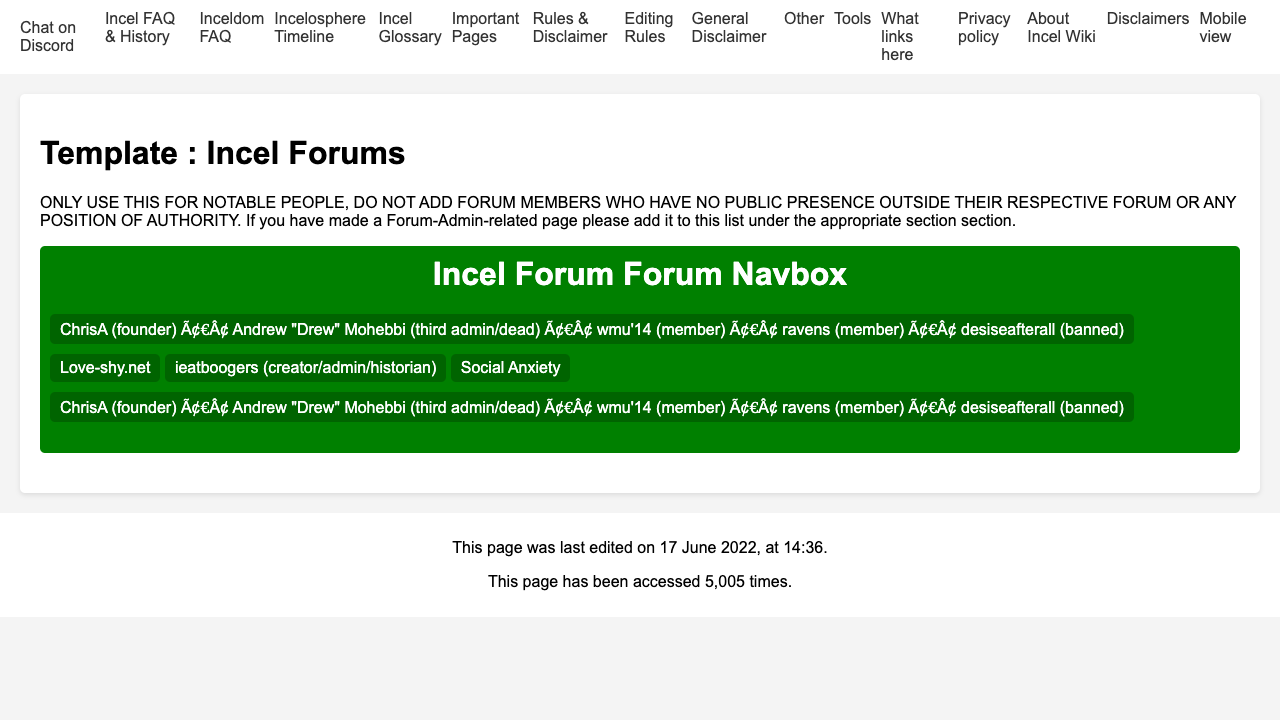 Chat on Discord
Incel FAQ & History
Inceldom FAQ
Incelosphere Timeline
Incel Glossary
Important Pages
Rules & Disclaimer
Editing Rules
General Disclaimer
Other
Tools
What links here
Privacy policy
About Incel Wiki
Disclaimers
Mobile view
Template : Incel Forums
ONLY USE THIS FOR NOTABLE PEOPLE, DO NOT ADD FORUM MEMBERS WHO HAVE NO PUBLIC PRESENCE OUTSIDE THEIR RESPECTIVE FORUM OR ANY
POSITION OF AUTHORITY. If you have made a Forum-Admin-related page please add it to this list under the appropriate section section.
Incel Forum Forum Navbox
ChrisA (founder) Ã¢€Â¢ Andrew "Drew" Mohebbi (third admin/dead) Ã¢€Â¢ wmu'14 (member) Ã¢€Â¢ ravens (member) Ã¢€Â¢ desiseafterall (banned)
Love-shy.net ieatboogers (creator/admin/historian) Social Anxiety
ChrisA (founder) Ã¢€Â¢ Andrew "Drew" Mohebbi (third admin/dead) Ã¢€Â¢ wmu'14 (member) Ã¢€Â¢ ravens (member) Ã¢€Â¢ desiseafterall (banned)
This page was last edited on 17 June 2022, at 14:36.
This page has been accessed 5,005 times.